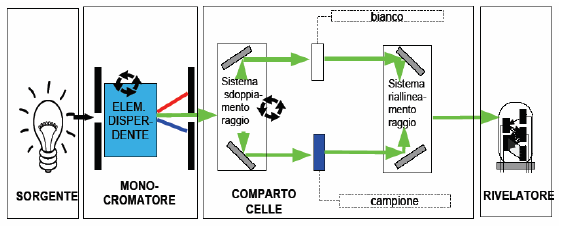 bianco
ELEM.
DISPER-
DENTE
Sistema
sdoppia-
mento
raggio
Sistema
riallinea-
mento
raggio
SORGENTE
MONO-
CROMATORE
COMPARTO
CELLE
campione
RIVELATORE